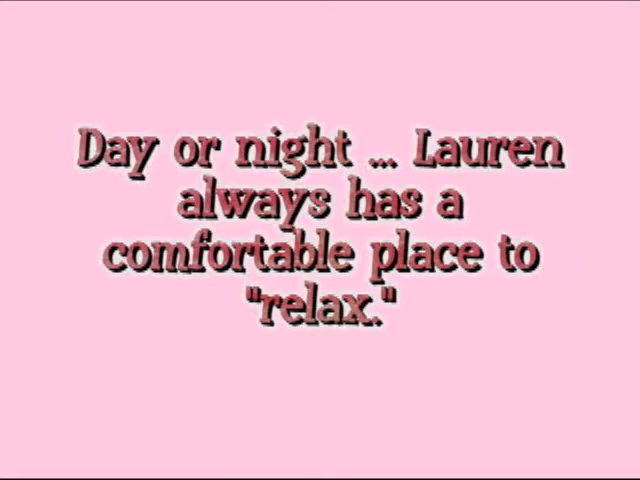 Day or night ... Lauren
always has a
comfortable place to
"relax."